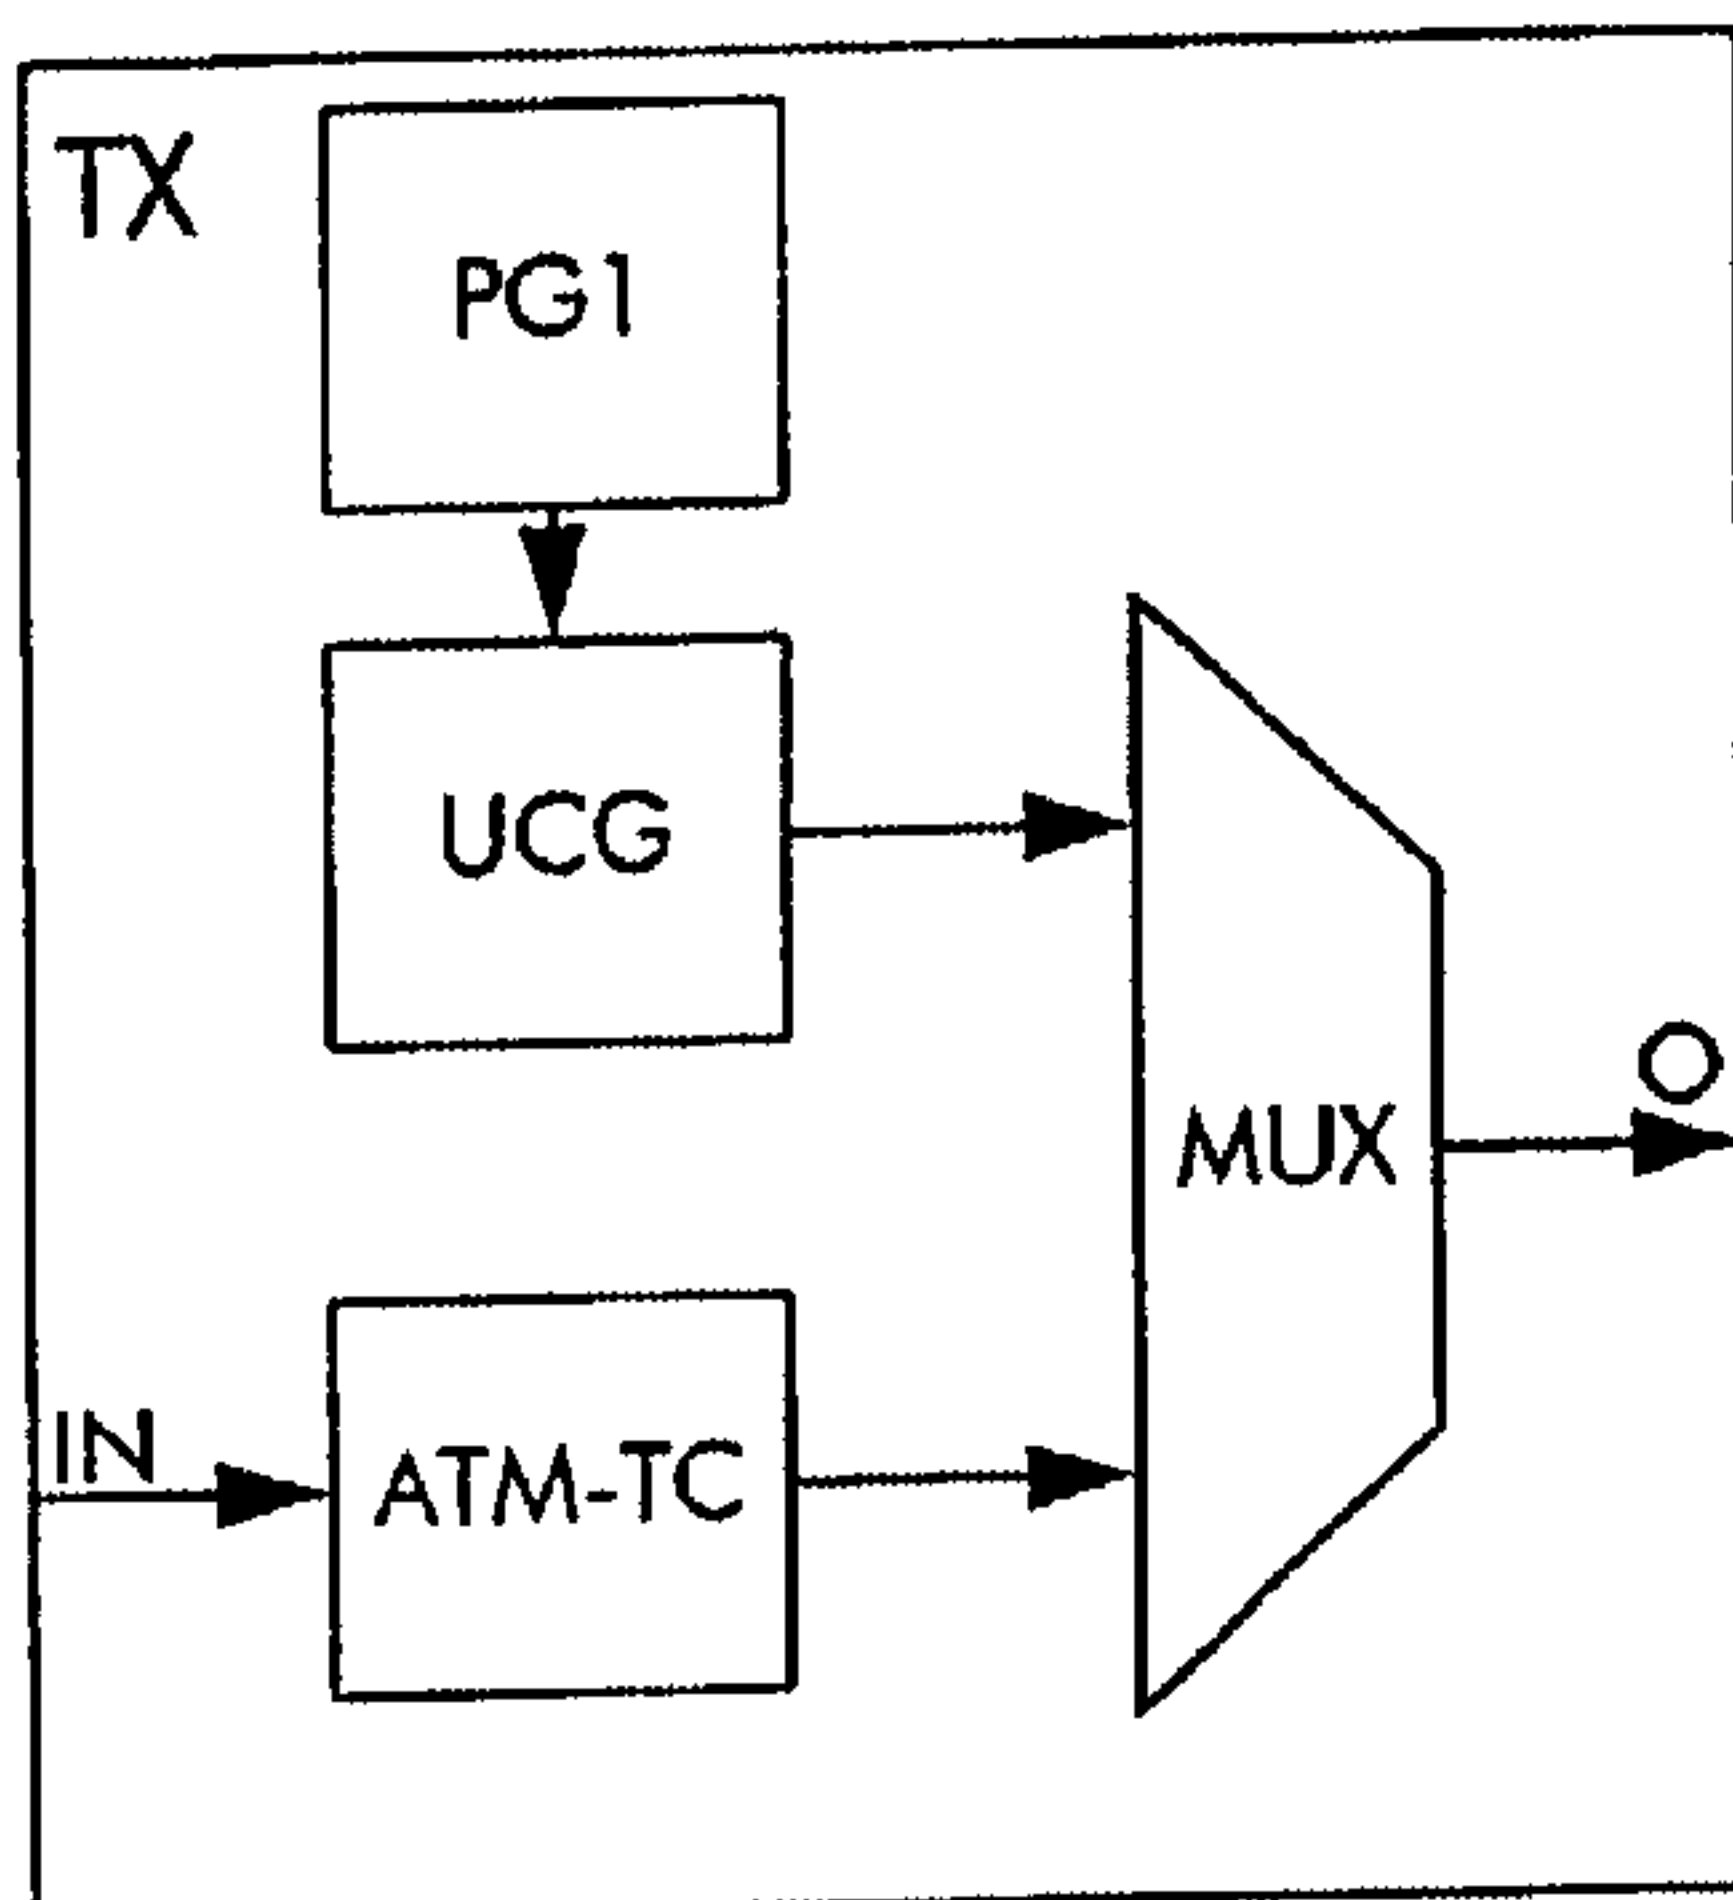 TX
PG1
UCG
O
MUX
IN
ATM-TC